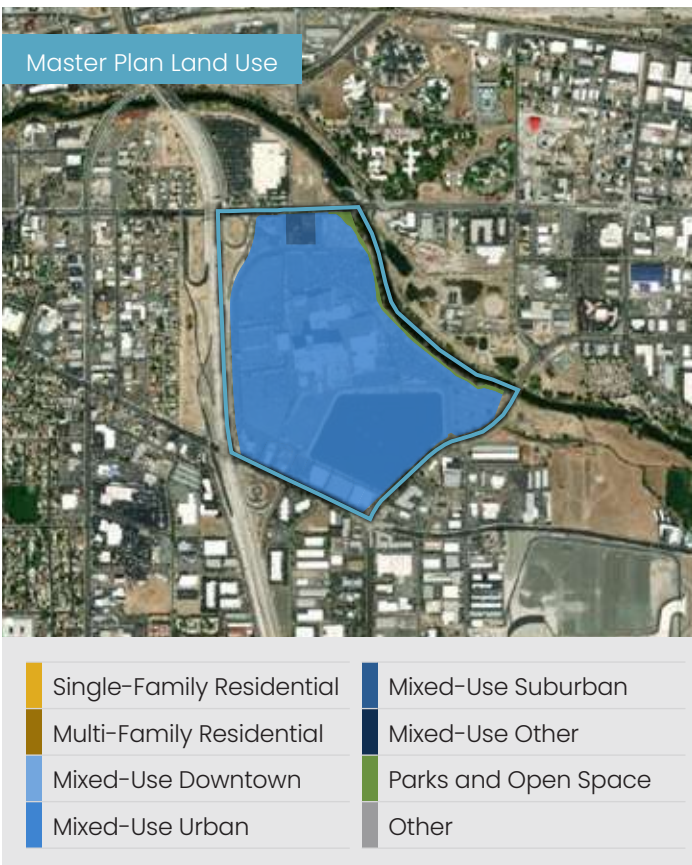 Master Plan Land Use
Single-Family Residential
Multi-Family Residential
Mixed-Use Downtown
Mixed-Use Urban
Mixed-Use Suburban
Mixed-Use Other
Parks and Open Space
Other